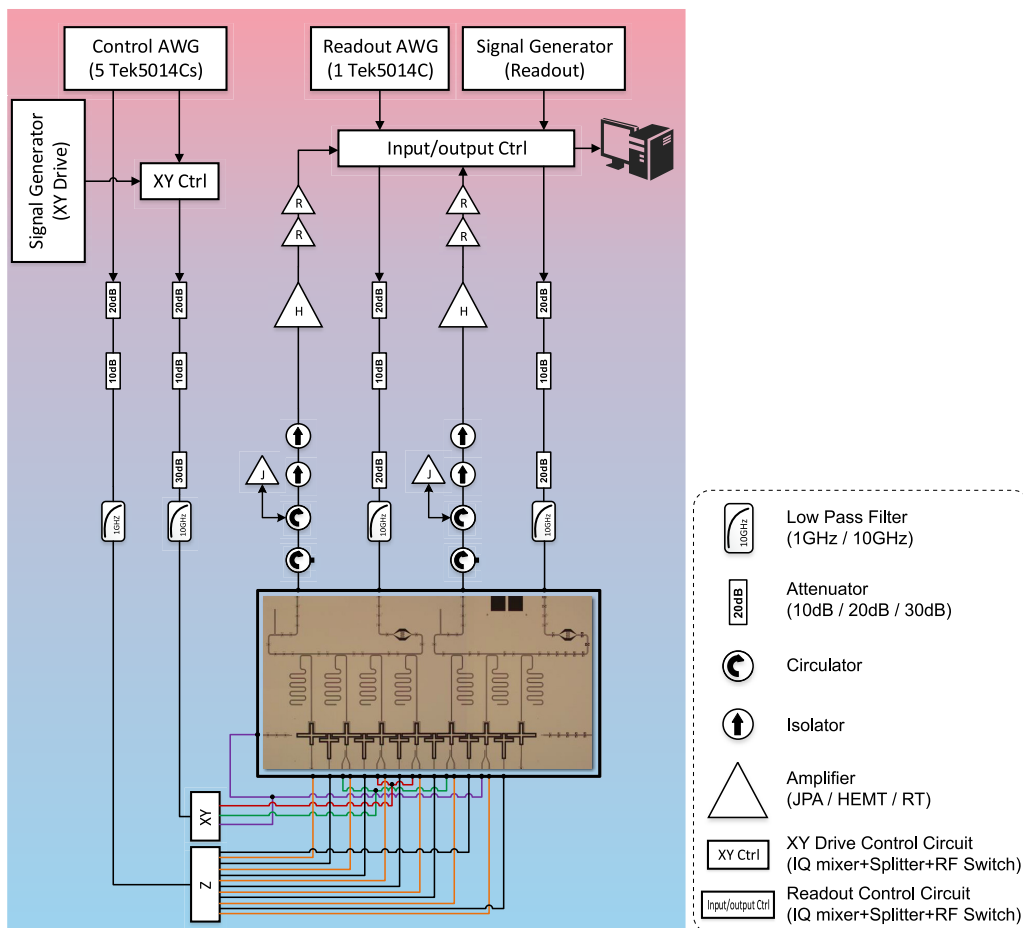 Control AWG
(5 Tek5014Cs)
Readout AWG
(1 Tek5014C)
Signal Generator
(Readout)
Signal Generator
(XY Drive)
XY Ctrl
Input/output Ctrl
R
R
R
R
H
H
20dB
20dB
20dB
20dB
10dB
10dB
10dB
10dB
30dB
20dB
20dB
J
J
1GHZ
10GHz
10GHz
10GHz
XY
Z
10GHz
Low Pass Filter
(1GHz / 10GHz)
20dB
Attenuator
(10dB / 20dB / 30dB)
Circulator
Isolator
Amplifier
(JPA / HEMT / RT)
XY Ctrl
XY Drive Control Circuit
(IQ mixer+Splitter+RF Switch)
Input/output Ctrl
Readout Control Circuit
(IQ mixer+Splitter+RF Switch)